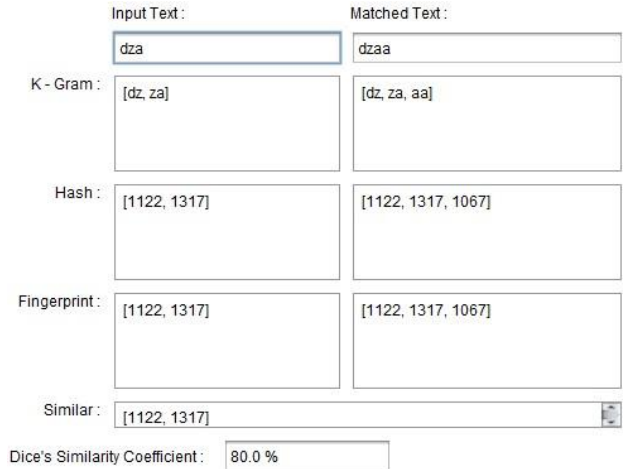 Input Text : Matched Text :
dza dzaa
K - Gram : [dz, za] [dz, za, aa]
Hash : [1122, 1317] [1122, 1317, 1067]
Fingerprint : [1122, 1317] [1122, 1317, 1067]
Similar : [1122, 1317]
Dice's Similarity Coefficient : 80.0 %